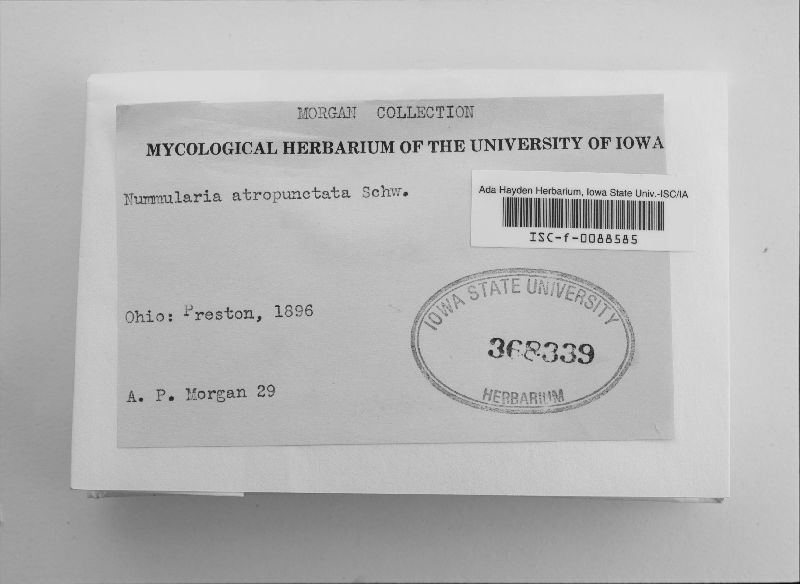 MORGAN COLLECTION
MYCOLOGICAL HERBARIUM OF THE UNIVERSITY OF IOWA
Nummularia atropunctata Schw.
Ada Hayden Herbarium, Iowa State Univ.-ISC/IA
ISC-f-0088585
Ohio: Preston, 1896
IOWA STATE UNIVERSITY
368339
HERBARIUM
A. P. Morgan 29